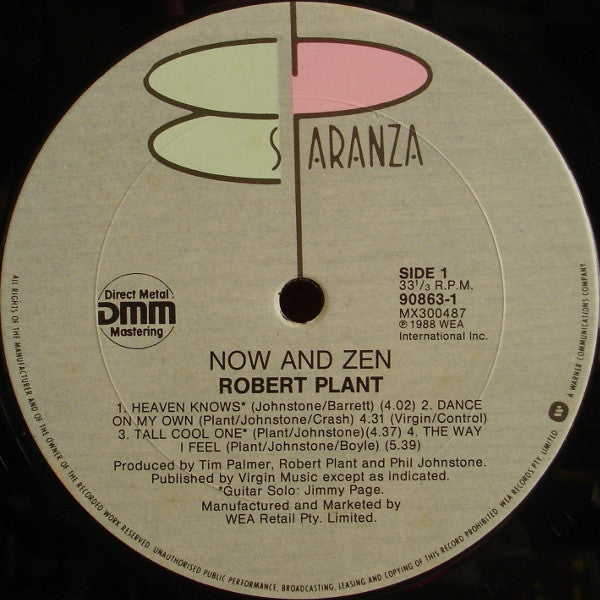 ESPARANZA
SIDE 1
33 1/3 R.P.M.
90863-1
MX300487
℗ 1988 WEA
International Inc.
Direct Metal
DMM
Mastering
NOW AND ZEN
ROBERT PLANT
1. HEAVEN KNOWS* (Johnstone/Barrett) (4.02) 2. DANCE
ON MY OWN (Plant/Johnstone/Crash) 4.31 (Virgin/Control)
3. TALL COOL ONE* (Plant/Johnstone)(4.37) 4. THE WAY
I FEEL (Plant/Johnstone/Boyle) (5.39)
Produced by Tim Palmer, Robert Plant and Phil Johnstone.
Published by Virgin Music except as indicated.
*Guitar Solo: Jimmy Page.
Manufactured and Marketed by
WEA Retail Pty. Limited.
ALL RIGHTS OF THE MANUFACTURER AND OF THE OWNER OF THE RECORDED WORK RESERVED. UNAUTHORISED PUBLIC PERFORMANCE, BROADCASTING, LEASING AND COPYING OF THIS RECORD PROHIBITED. WEA RECORDS PTY. LIMITED
A WARNER COMMUNICATIONS COMPANY